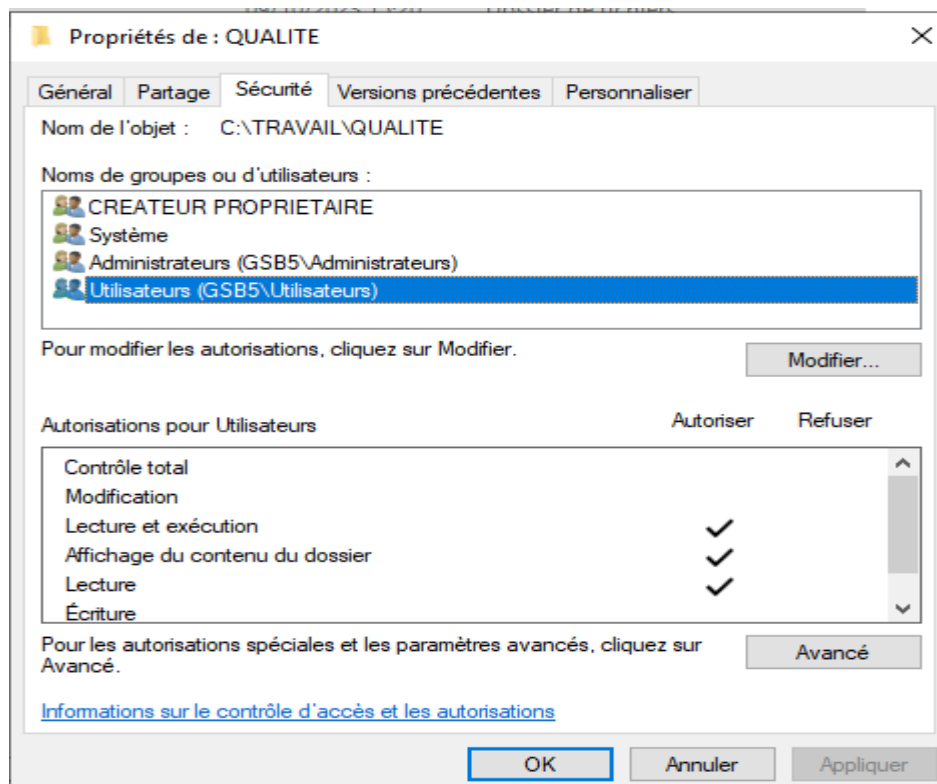 Propriétés de : QUALITE
Général Partage Sécurité Versions précédentes Personnaliser
Nom de l'objet : C:\TRAVAIL\QUALITE
Noms de groupes ou d'utilisateurs :
CREATEUR PROPRIETAIRE
Système
Administrateurs (GSB5\Administrateurs)
Utilisateurs (GSB5\Utilisateurs)
Pour modifier les autorisations, cliquez sur Modifier.
Modifier...
Autorisations pour Utilisateurs Autoriser Refuser
Contrôle total
Modification
Lecture et exécution
Affichage du contenu du dossier
Lecture
Écriture
Pour les autorisations spéciales et les paramètres avancés, cliquez sur
Avancé.
Avancé
Informations sur le contrôle d'accès et les autorisations
OK Annuler Appliquer